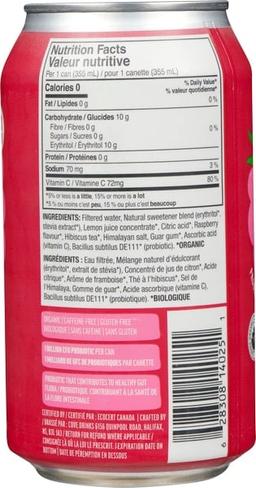 Nutrition Facts
Valeur nutritive
Per 1 can (355 mL) / pour 1 canette (355 mL)
Calories 0
% Daily Value*
% valeur quotidienne*
Fat / Lipides 0 g 0 %
Carbohydrate / Glucides 10 g
Fibre / Fibres 0 g 0 %
Sugars / Sucres 0 g 0 %
Erythritol / Érythritol 10 g
Protein / Protéines 0 g
Sodium 70 mg 3 %
Vitamin C / Vitamine C 72mg 80 %
*5% or less is a little, 15% or more is a lot
*5 % ou moins c'est peu, 15 % ou plus c'est beaucoup
INGREDIENTS: Filtered water, Natural sweetener blend (erythritol*,
stevia extract*), Lemon juice concentrate*, Citric acid*, Raspberry
flavour*, Hibiscus tea*, Himalayan salt, Guar gum*, Ascorbic acid
(vitamin C), Bacillus subtilus DE111® (probiotic). *ORGANIC
INGRÉDIENTS : Eau filtrée, Mélange naturel d'édulcorant
(érythritol*, extrait de stévia*), Concentré de jus de citron*, Acide
citrique*, Arôme de framboise*, Thé à l'hibiscus*, Sel de
l'Himalaya, Gomme de guar*, Acide ascorbique (vitamine C),
Bacillus subtilus DE111® (probiotique). *BIOLOGIQUE
ORGANIC | CAFFEINE-FREE | GLUTEN-FREE
BIOLOGIQUE | SANS CAFÉINE | SANS GLUTEN
1 BILLION CFU PROBIOTIC PER CAN
1 MILLIARD DE UFC DE PROBIOTIQUES PAR CANETTE
PROBIOTIC THAT CONTRIBUTES TO HEALTHY GUT
FLORA / PROBIOTIQUE QUI CONTRIBUE À LA SANTÉ DE
LA FLORE INTESTINALE
CERTIFIED BY / CERTIFIÉ PAR : ECOCERT CANADA | CRAFTED BY
/ BRASSÉ PAR : COVE DRINKS 6156 QUINPOOL ROAD, HALIFAX,
NS, B3L 1A3 | RETURN FOR REFUND WHERE APPLICABLE /
CONSIGNÉE LÀ OÙ LA LOI LE PRESCRIT | EXPIRATION DATE ON
BOTTOM | DATE DE PÉREMPTION EN DESSOUS
6 28308 14025 1